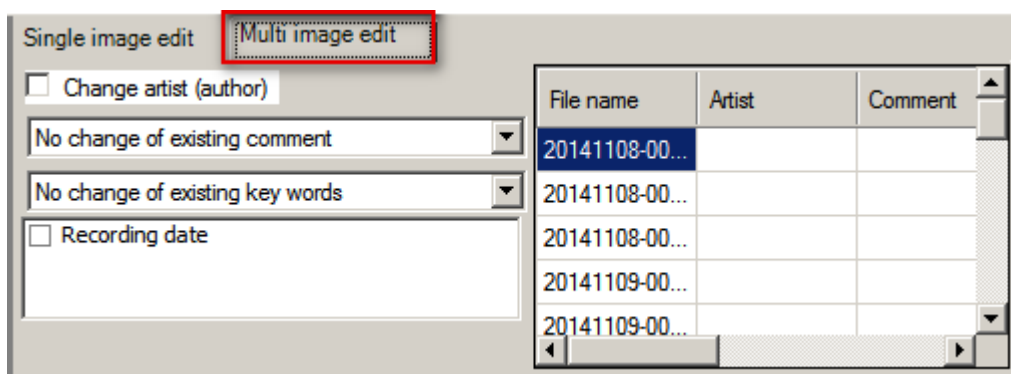 Single image edit Multi image edit
Change artist (author)
No change of existing comment
No change of existing key words
Recording date
File name Artist Comment
20141108-00...
20141108-00...
20141108-00...
20141109-00...
20141109-00...